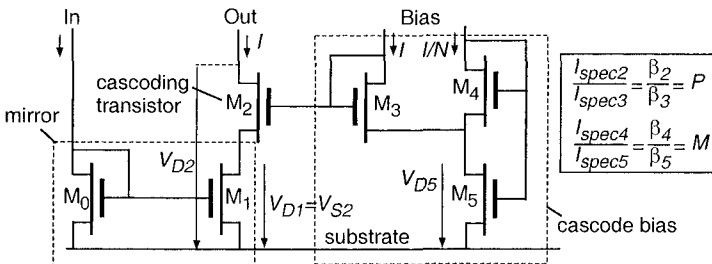 In Out Bias
I I I/N
cascoding
transistor
M2 M3 M4
mirror
VD2
M0 M1 VD1=VS2 VD5 M5
substrate
cascode bias
Ispec2/Ispec3 = β2/β3 = P
Ispec4/Ispec5 = β4/β5 = M